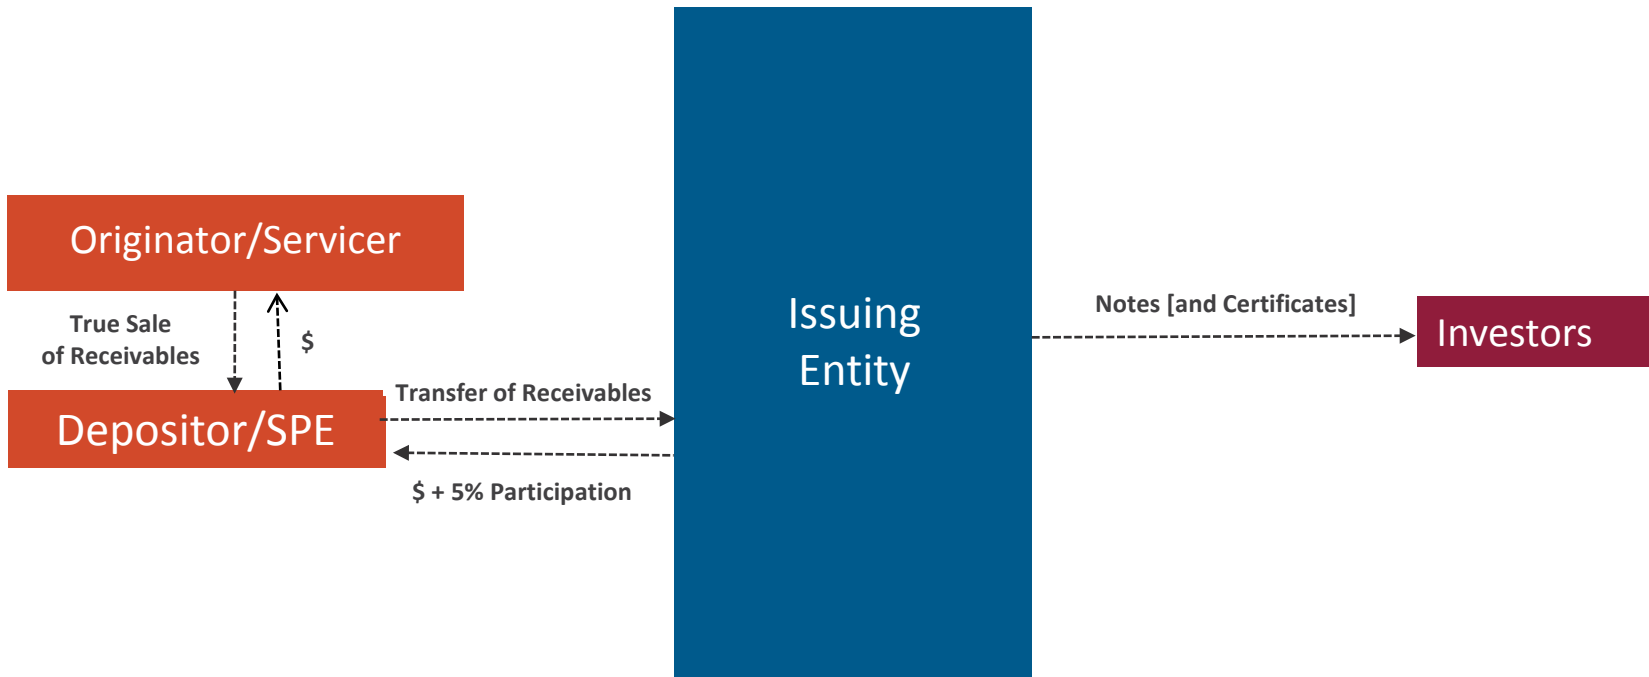 Originator/Servicer
True Sale
of Receivables
$
Depositor/SPE
Transfer of Receivables
$ + 5% Participation
Issuing
Entity
Notes [and Certificates]
Investors